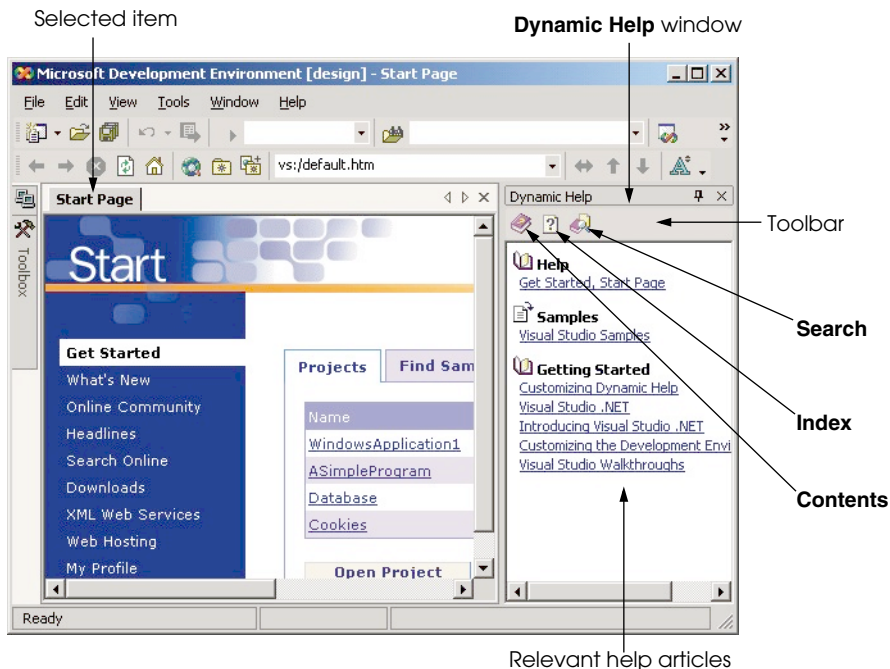 Selected item
Dynamic Help window
Microsoft Development Environment [design] - Start Page
File Edit View Tools Window Help
vs:/default.htm
Start Page
Dynamic Help
Toolbar
Toolbox
Start
Help
Get Started, Start Page
Samples
Visual Studio Samples
Search
Get Started
What's New
Online Community
Headlines
Search Online
Downloads
XML Web Services
Web Hosting
My Profile
Projects Find Sam
Name
WindowsApplication1
ASimpleProgram
Database
Cookies
Open Project
Getting Started
Customizing Dynamic Help
Visual Studio .NET
Introducing Visual Studio .NET
Customizing the Development Envi
Visual Studio Walkthroughs
Index
Contents
Ready
Relevant help articles